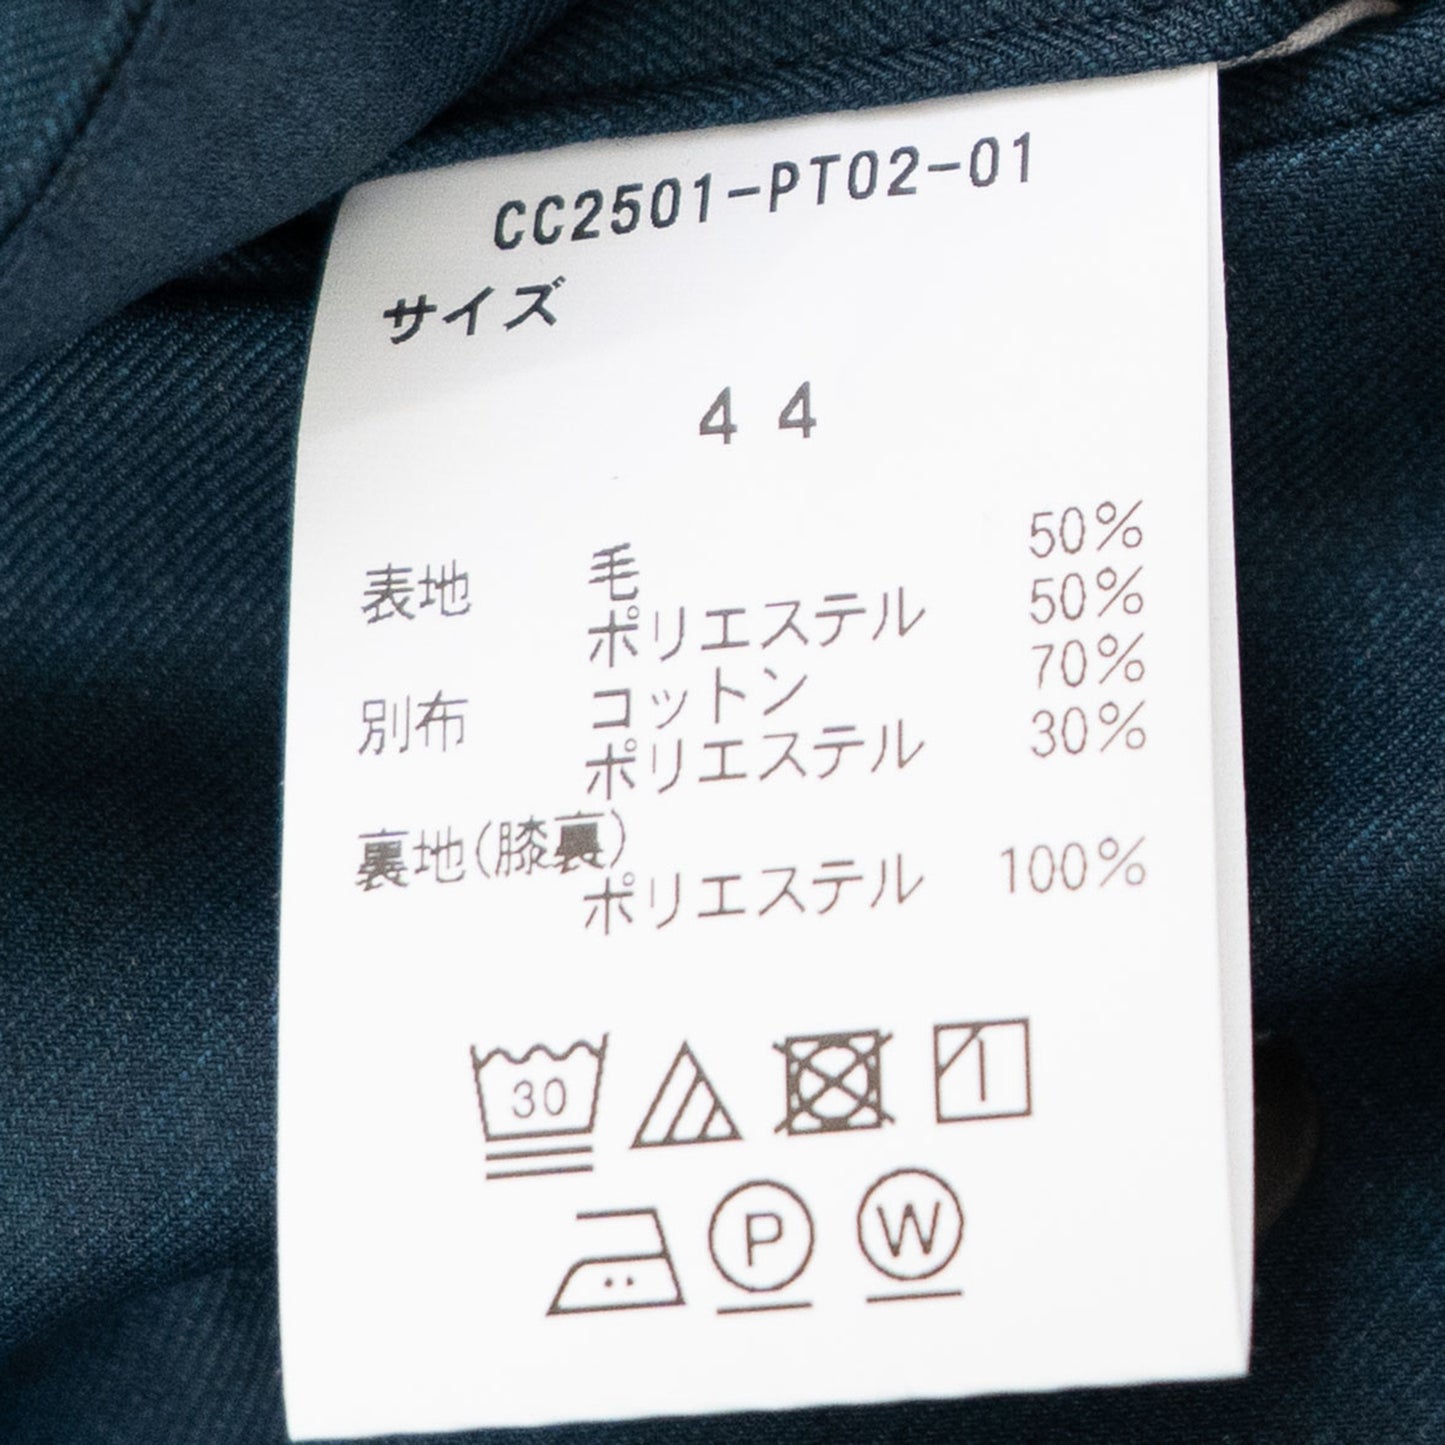 CC2501-PT02-01
サイズ
44
表地 毛 50%
ポリエステル 50%
別布 コットン 70%
ポリエステル 30%
裏地(膝裏)
ポリエステル 100%
30
P W